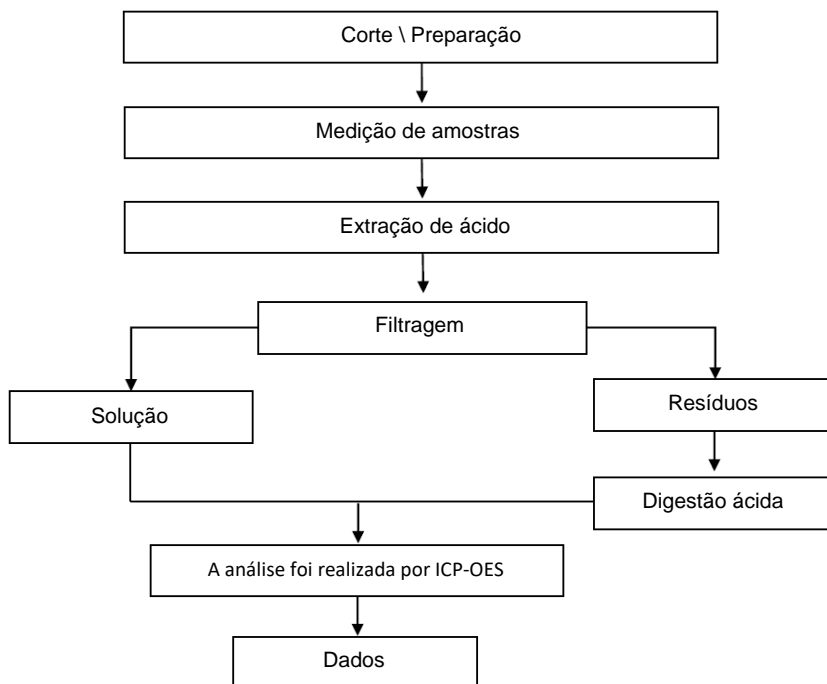 Corte \ Preparação
Medição de amostras
Extração de ácido
Filtragem
Solução
Resíduos
Digestão ácida
A análise foi realizada por ICP-OES
Dados